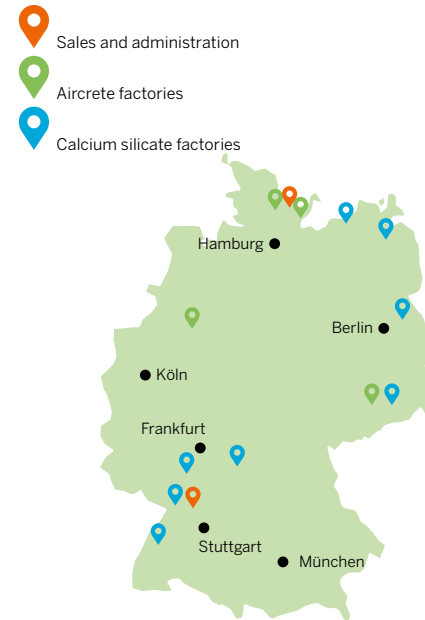 Sales and administration
Aircrete factories
Calcium silicate factories
Hamburg
Berlin
Köln
Frankfurt
Stuttgart
München